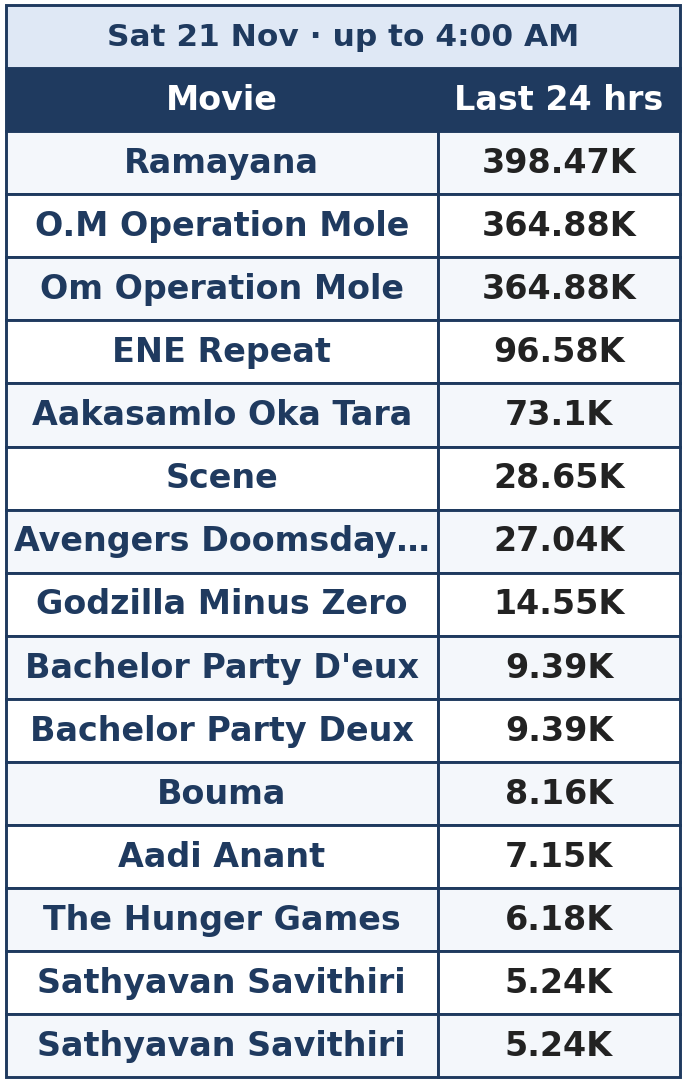 Sat 21 Nov · up to 4:00 AM
Movie Last 24 hrs
Ramayana 398.47K
O.M Operation Mole 364.88K
Om Operation Mole 364.88K
ENE Repeat 96.58K
Aakasamlo Oka Tara 73.1K
Scene 28.65K
Avengers Doomsday... 27.04K
Godzilla Minus Zero 14.55K
Bachelor Party D'eux 9.39K
Bachelor Party Deux 9.39K
Bouma 8.16K
Aadi Anant 7.15K
The Hunger Games 6.18K
Sathyavan Savithiri 5.24K
Sathyavan Savithiri 5.24K